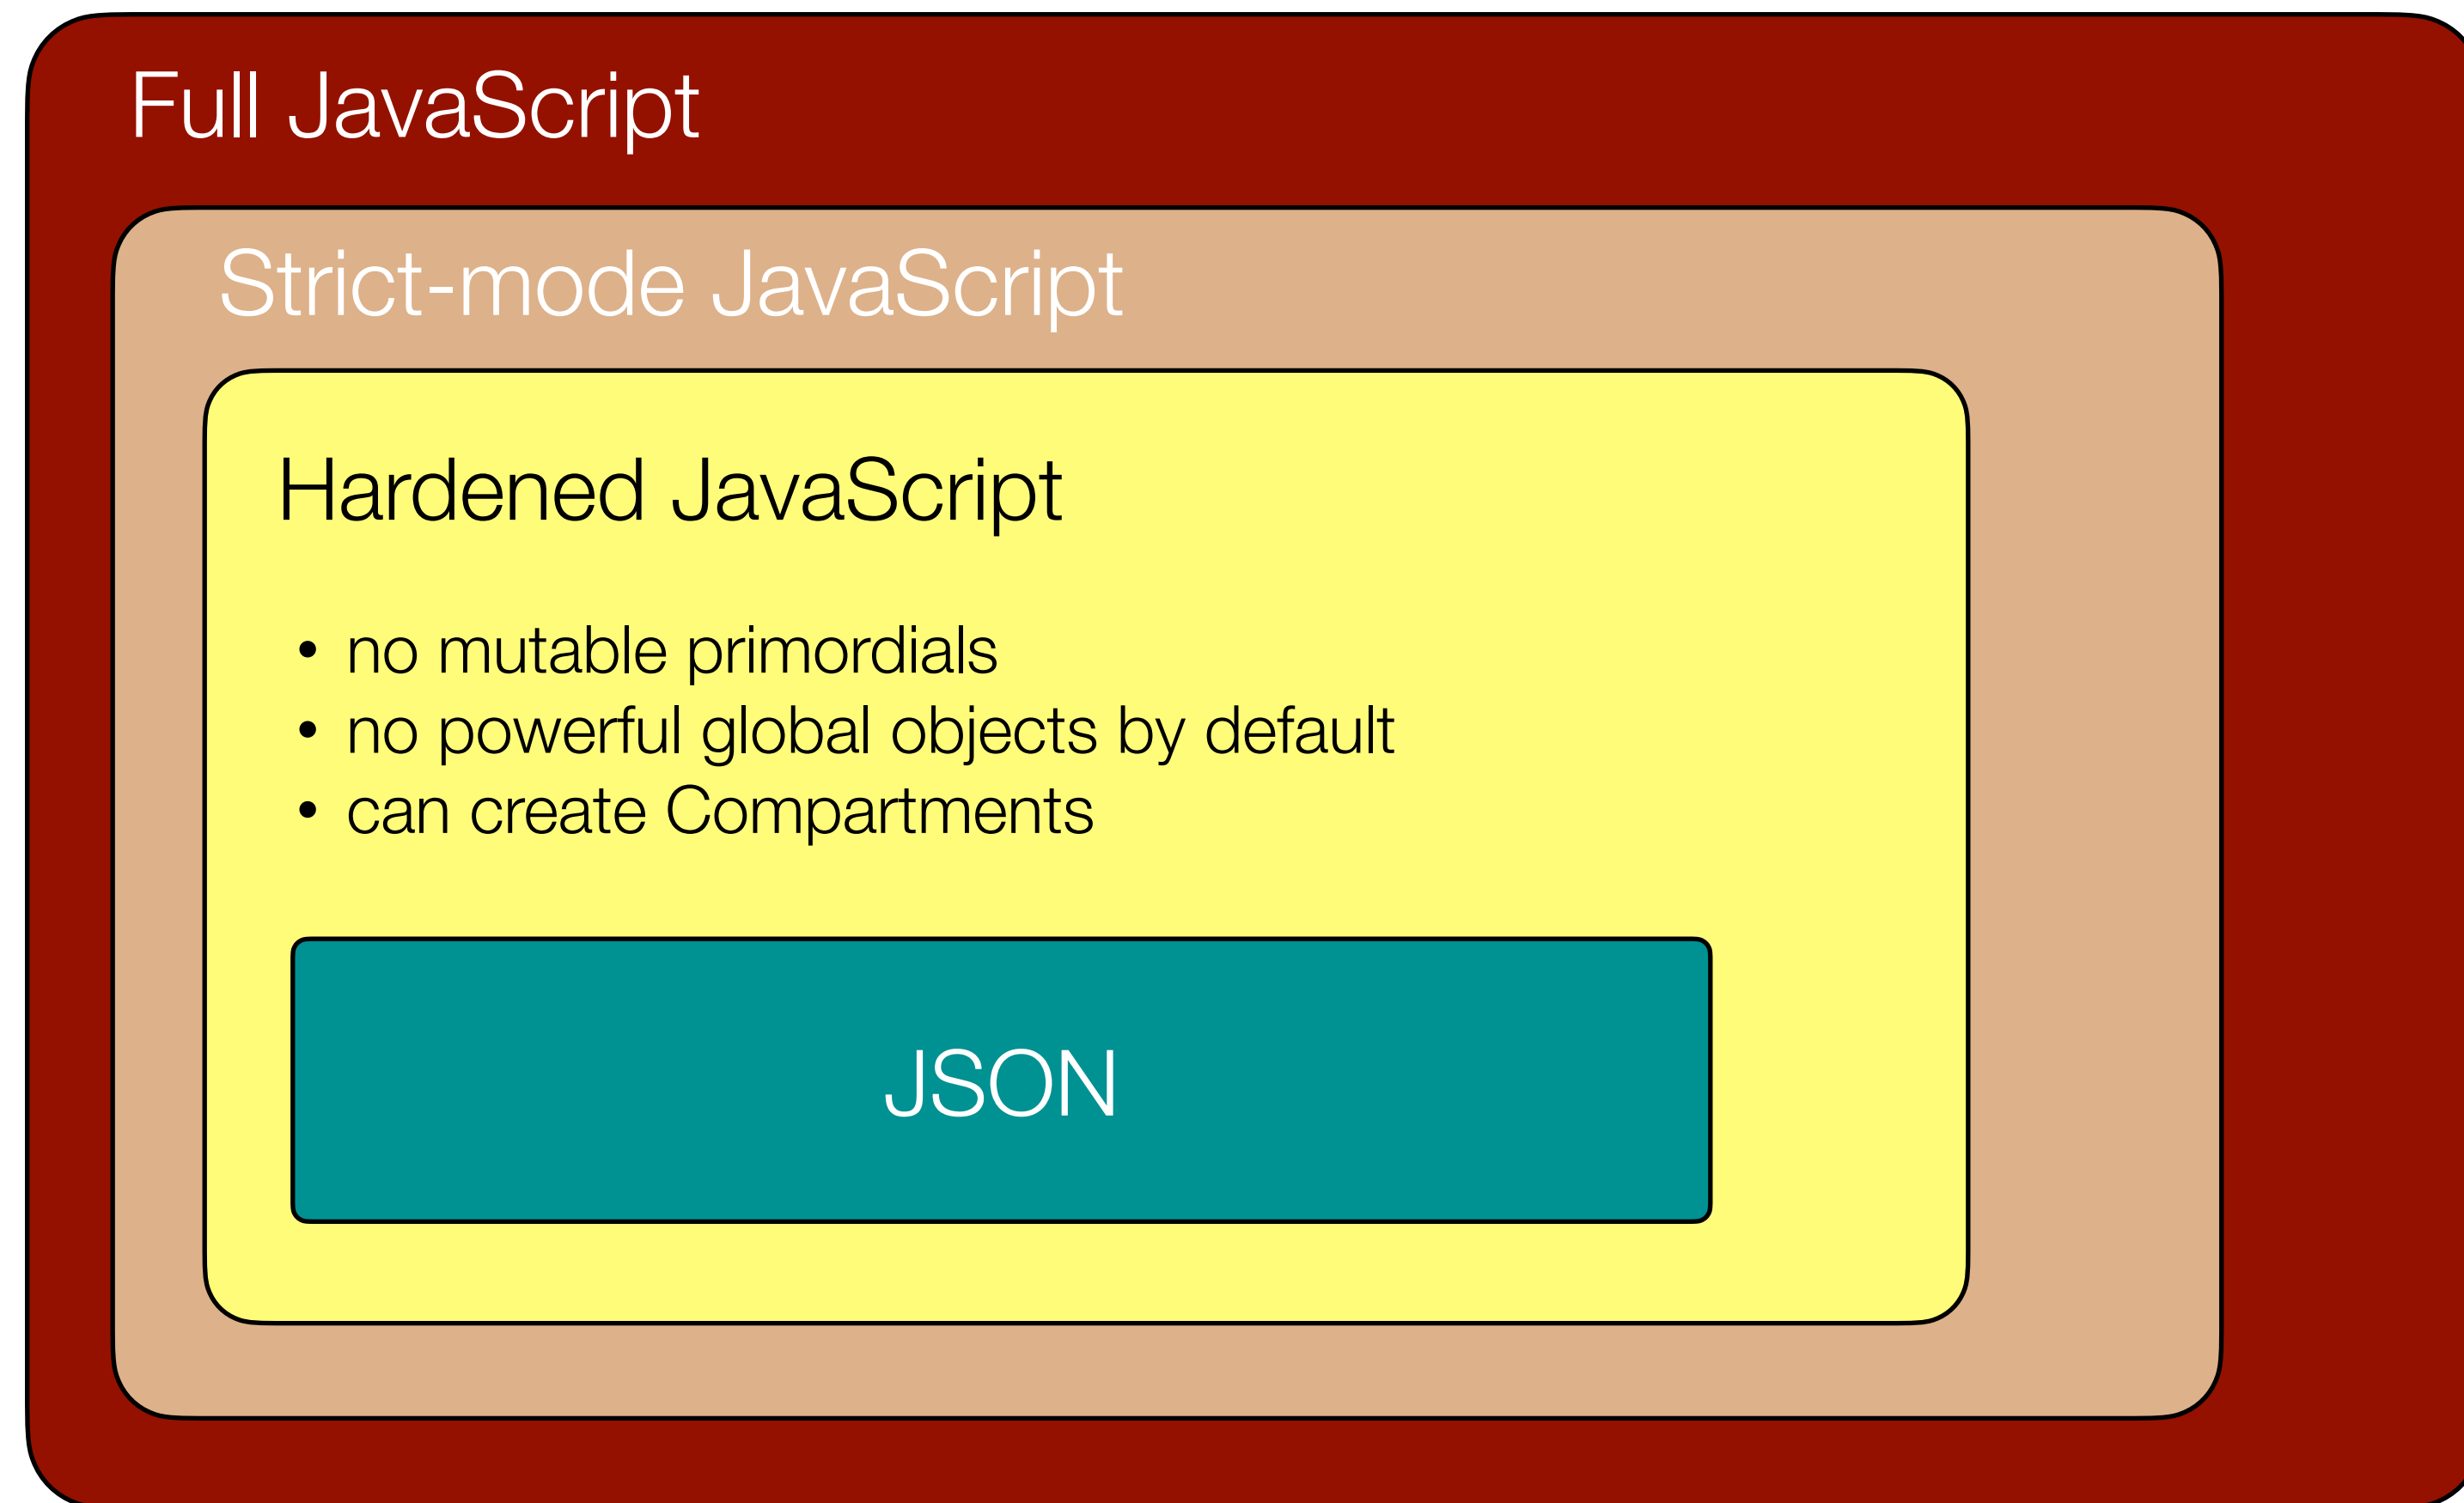 Full JavaScript
Strict-mode JavaScript
Hardened JavaScript
• no mutable primordials
• no powerful global objects by default
• can create Compartments
JSON